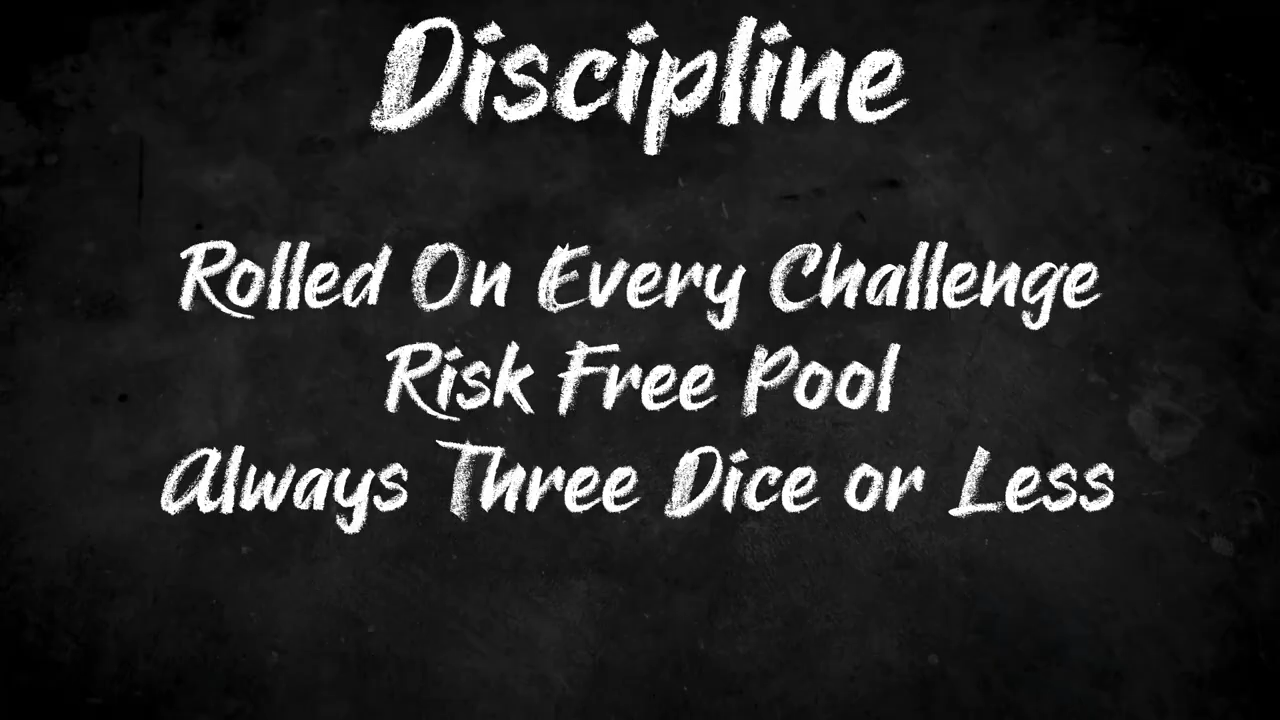 Discipline
Rolled On Every Challenge
Risk Free Pool
Always Three Dice or Less